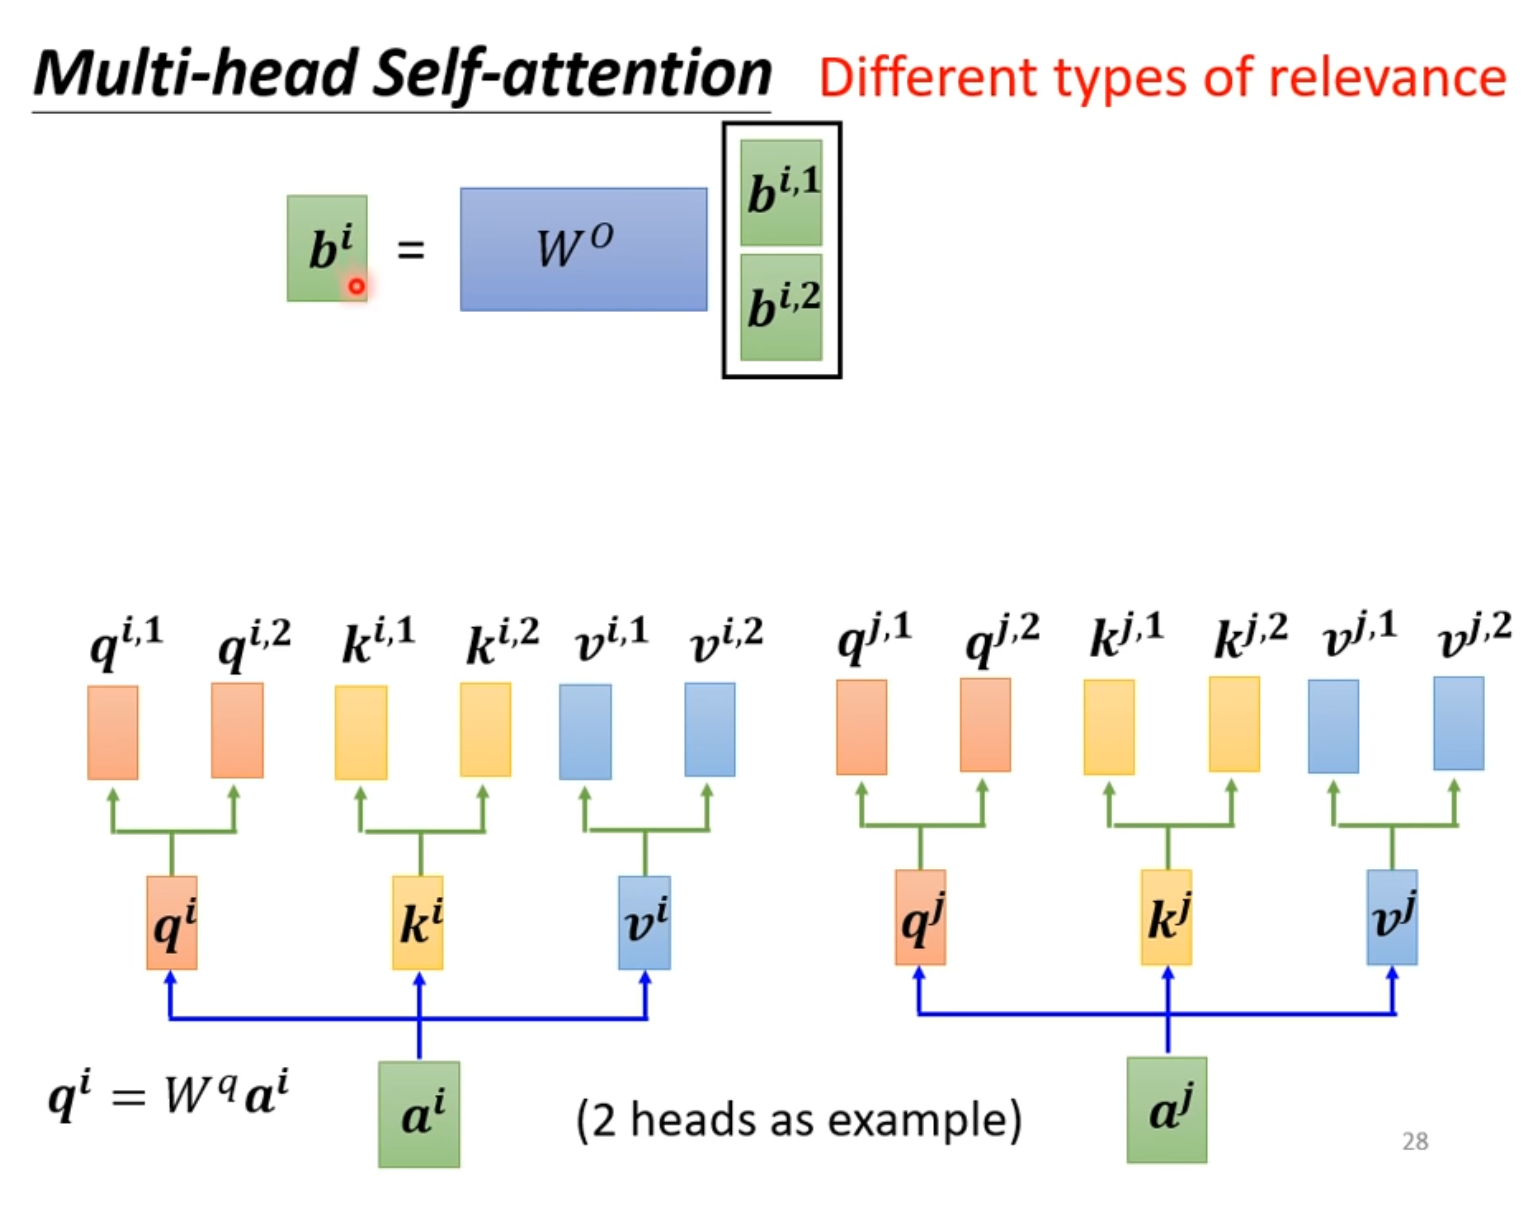 Multi-head Self-attention Different types of relevance
b^{i,1}
b^i = W^O
b^{i,2}
q^{i,1} q^{i,2} k^{i,1} k^{i,2} v^{i,1} v^{i,2} q^{j,1} q^{j,2} k^{j,1} k^{j,2} v^{j,1} v^{j,2}
q^i k^i v^i q^j k^j v^j
q^i = W^q a^i a^i (2 heads as example) a^j
28